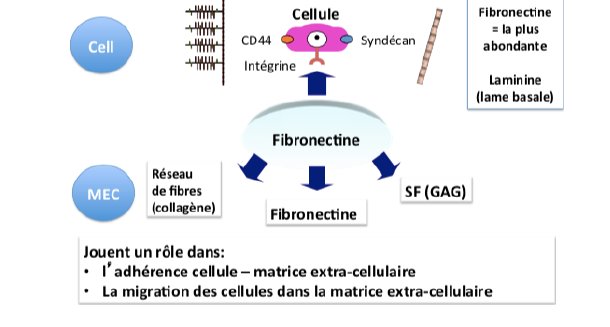 Cellule
Cell
CD44
Syndécan
Intégrine
Fibronectine
= la plus
abondante
Laminine
(lame basale)
Fibronectine
MEC
Réseau
de fibres
(collagène)
Fibronectine
SF (GAG)
Jouent un rôle dans:
• l'adhérence cellule – matrice extra-cellulaire
• La migration des cellules dans la matrice extra-cellulaire